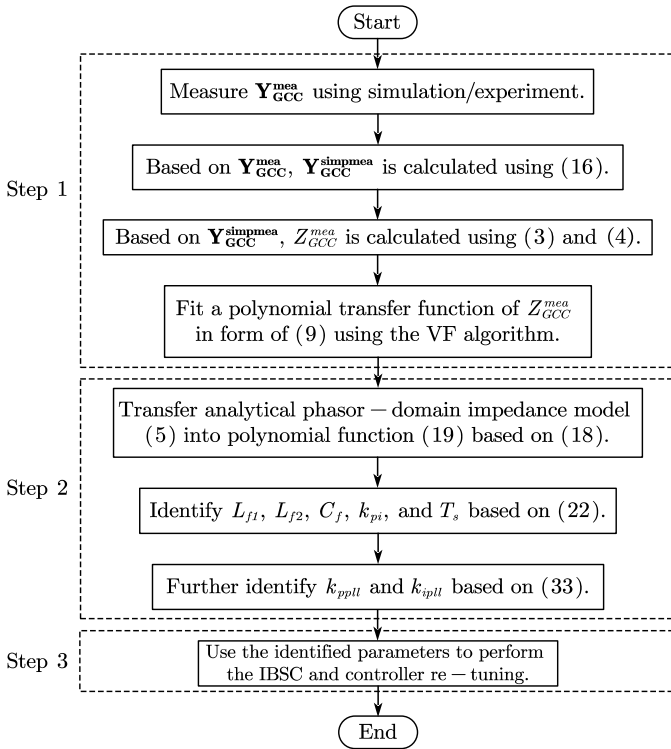 Start
Step 1
Measure Y_GCC^mea using simulation/experiment.
Based on Y_GCC^mea, Y_GCC^simpmea is calculated using (16).
Based on Y_GCC^simpmea, Z_GCC^mea is calculated using (3) and (4).
Fit a polynomial transfer function of Z_GCC^mea
in form of (9) using the VF algorithm.
Step 2
Transfer analytical phasor – domain impedance model
(5) into polynomial function (19) based on (18).
Identify L_f1, L_f2, C_f, k_pi, and T_s based on (22).
Further identify k_ppll and k_ipll based on (33).
Step 3
Use the identified parameters to perform
the IBSC and controller re – tuning.
End